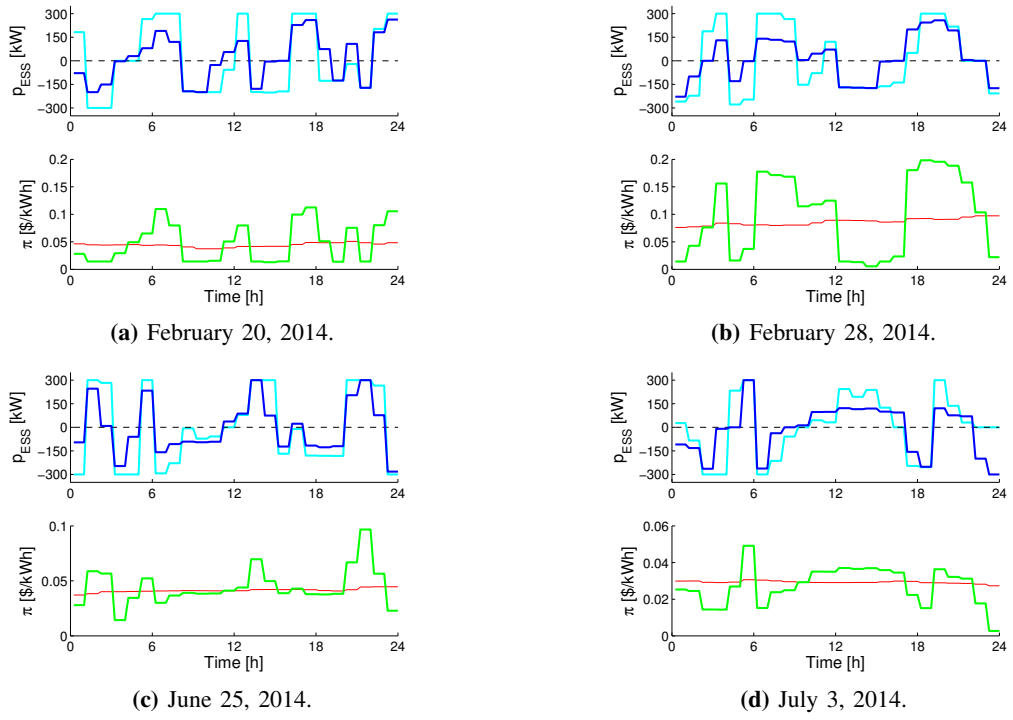 300
150
0
−150
−300
p_ESS [kW]
0 6 12 18 24
0.2
0.15
0.1
0.05
0
π [$/kWh]
0 6 12 18 24
Time [h]
(a) February 20, 2014.
300
150
0
−150
−300
p_ESS [kW]
0 6 12 18 24
0.2
0.15
0.1
0.05
0
π [$/kWh]
0 6 12 18 24
Time [h]
(b) February 28, 2014.
300
150
0
−150
−300
p_ESS [kW]
0 6 12 18 24
0.1
0.05
0
π [$/kWh]
0 6 12 18 24
Time [h]
(c) June 25, 2014.
300
150
0
−150
−300
p_ESS [kW]
0 6 12 18 24
0.06
0.04
0.02
0
π [$/kWh]
0 6 12 18 24
Time [h]
(d) July 3, 2014.